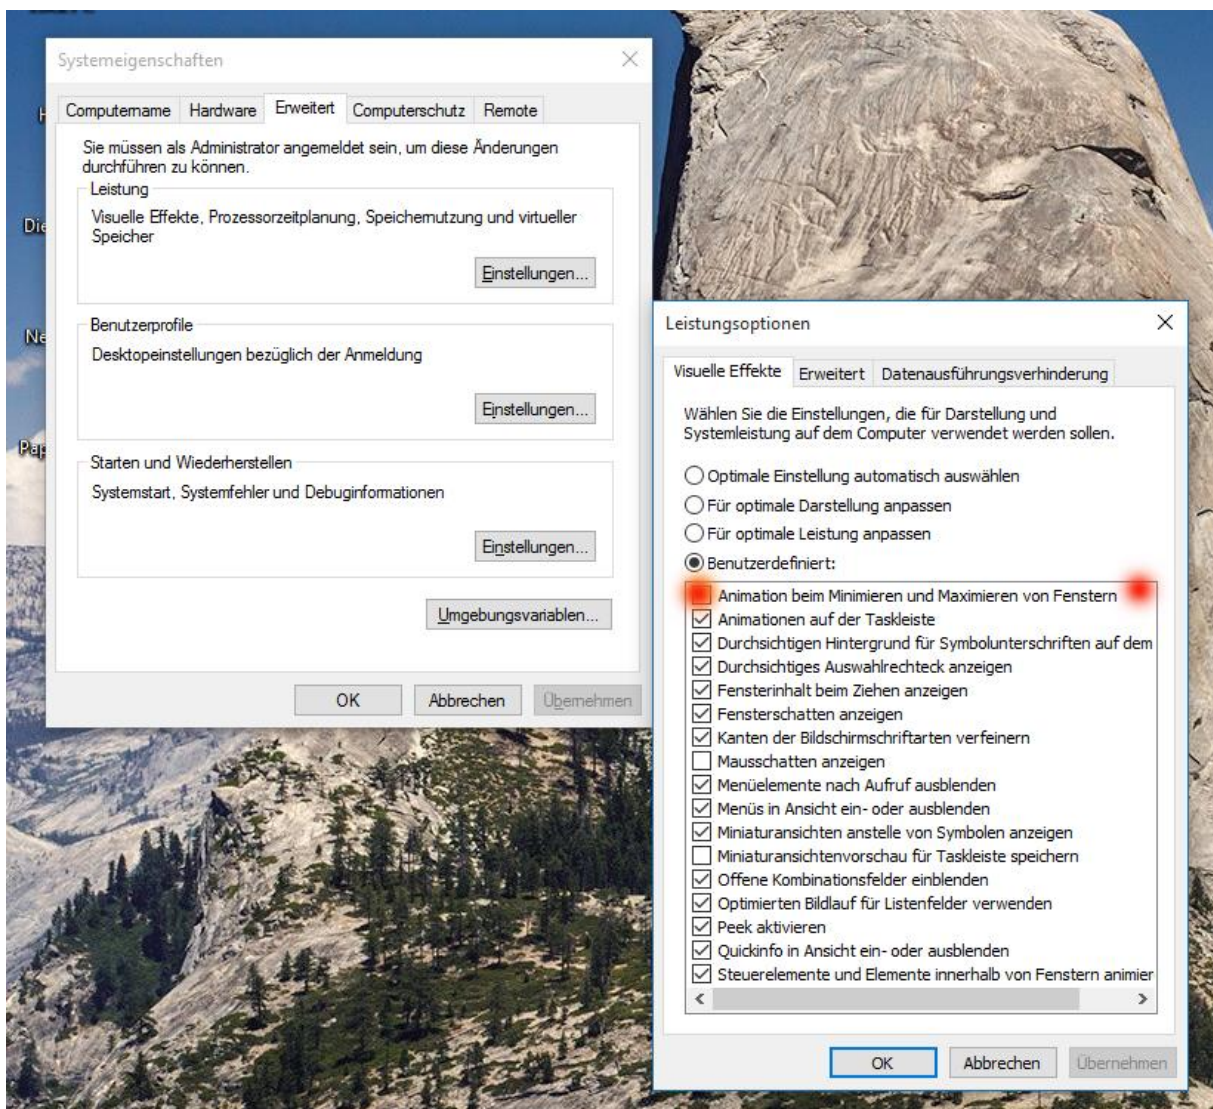 Systemeigenschaften
Computername Hardware Erweitert Computerschutz Remote
Sie müssen als Administrator angemeldet sein, um diese Änderungen
durchführen zu können.
Leistung
Visuelle Effekte, Prozessorzeitplanung, Speichernutzung und virtueller
Speicher
Einstellungen...
Benutzerprofile
Desktopeinstellungen bezüglich der Anmeldung
Einstellungen...
Starten und Wiederherstellen
Systemstart, Systemfehler und Debuginformationen
Einstellungen...
Umgebungsvariablen...
OK Abbrechen Übernehmen
Die
Ne
Pap
Leistungsoptionen
Visuelle Effekte Erweitert Datenausführungsverhinderung
Wählen Sie die Einstellungen, die für Darstellung und
Systemleistung auf dem Computer verwendet werden sollen.
Optimale Einstellung automatisch auswählen
Für optimale Darstellung anpassen
Für optimale Leistung anpassen
Benutzerdefiniert:
Animation beim Minimieren und Maximieren von Fenstern
Animationen auf der Taskleiste
Durchsichtigen Hintergrund für Symbolunterschriften auf dem
Durchsichtiges Auswahlrechteck anzeigen
Fensterinhalt beim Ziehen anzeigen
Fensterschatten anzeigen
Kanten der Bildschirmschriftarten verfeinern
Mausschatten anzeigen
Menüelemente nach Aufruf ausblenden
Menüs in Ansicht ein- oder ausblenden
Miniaturansichten anstelle von Symbolen anzeigen
Miniaturansichtenvorschau für Taskleiste speichern
Offene Kombinationsfelder einblenden
Optimierten Bildlauf für Listenfelder verwenden
Peek aktivieren
Quickinfo in Ansicht ein- oder ausblenden
Steuerelemente und Elemente innerhalb von Fenstern animier
OK Abbrechen Übernehmen